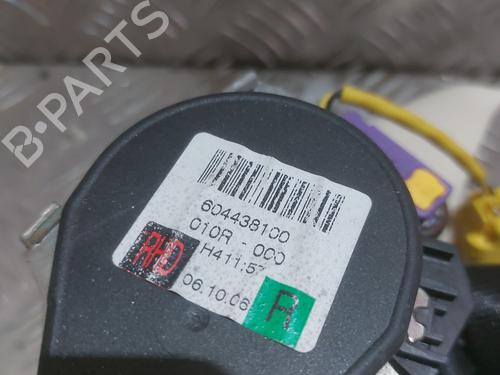 B·PARTS
604438100
010R - 000
RHD H411:57
06.10.06 R